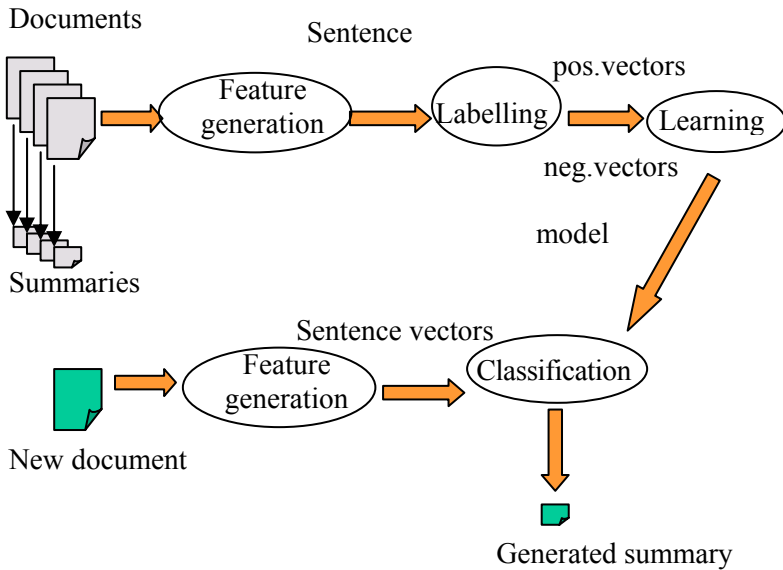 Documents
Sentence
pos.vectors
Feature
generation
Labelling
Learning
neg.vectors
model
Summaries
Sentence vectors
Feature
generation
Classification
New document
Generated summary